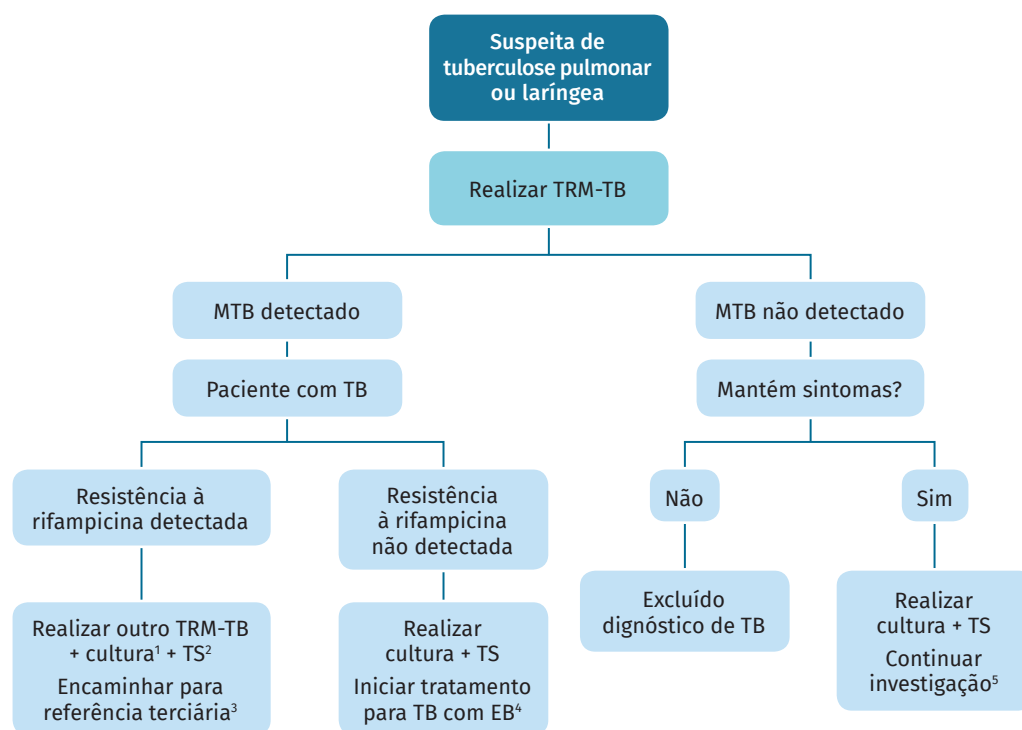 Suspeita de
tuberculose pulmonar
ou laríngea
Realizar TRM-TB
MTB detectado
MTB não detectado
Paciente com TB
Mantém sintomas?
Resistência à
rifampicina detectada
Resistência
à rifampicina
não detectada
Não
Sim
Realizar outro TRM-TB
+ cultura¹ + TS²
Encaminhar para
referência terciária³
Realizar
cultura + TS
Iniciar tratamento
para TB com EB⁴
Excluído
dignóstico de TB
Realizar
cultura + TS
Continuar
investigação⁵